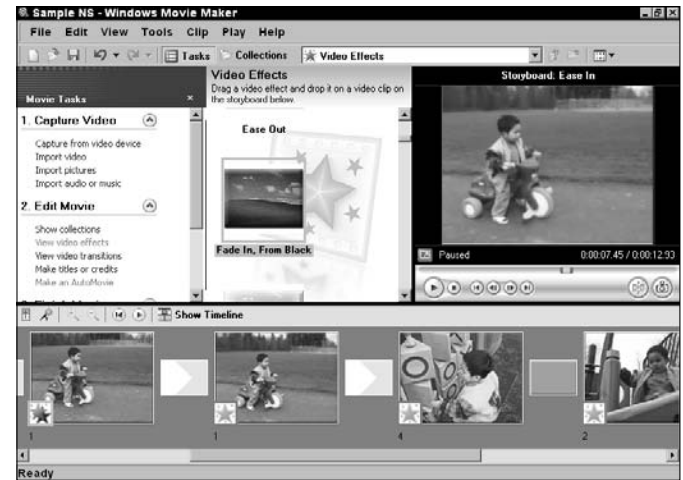 Sample NS - Windows Movie Maker
File Edit View Tools Clip Play Help
Tasks Collections Video Effects
Movie Tasks
1. Capture Video
Capture from video device
Import video
Import pictures
Import audio or music
2. Edit Movie
Show collections
View video effects
View video transitions
Make titles or credits
Make an AutoMovie
Video Effects
Drag a video effect and drop it on a video clip on
the storyboard below.
Ease Out
Fade In, From Black
Storyboard: Ease In
Paused 0:00:07.45 / 0:00:12.93
Show Timeline
1
1
4
2
Ready